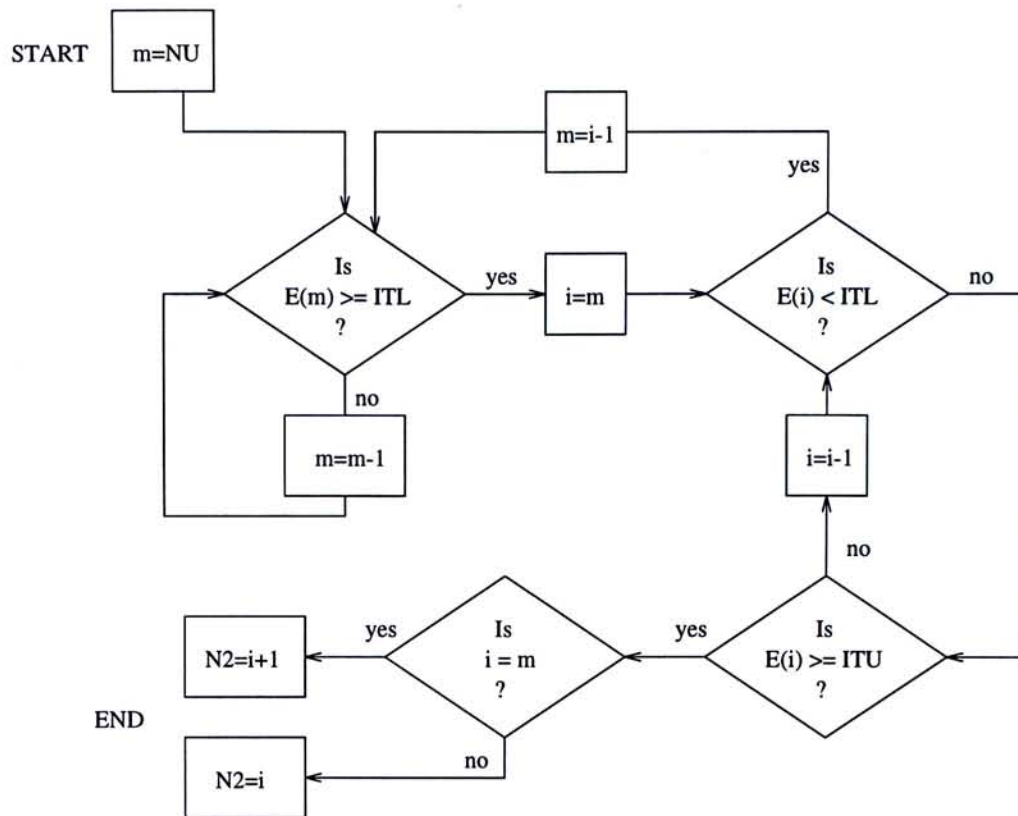 START
m=NU
m=i-1
yes
Is
E(m) >= ITL
?
yes
i=m
Is
E(i) < ITL
?
no
no
m=m-1
i=i-1
no
N2=i+1
yes
Is
i = m
?
yes
Is
E(i) >= ITU
?
END
N2=i
no